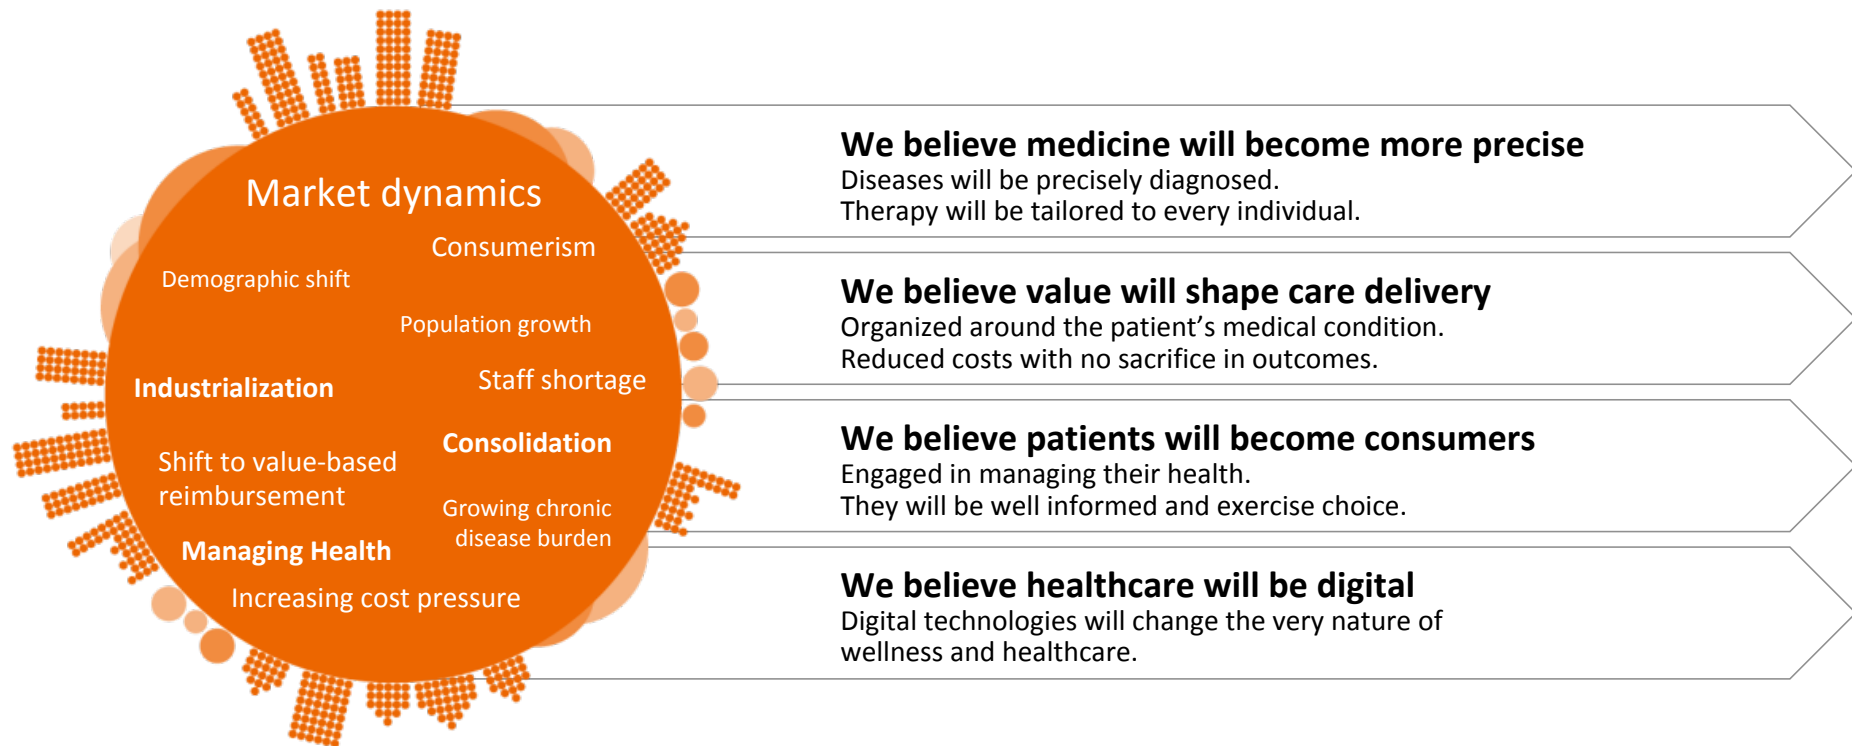 Market dynamics
Consumerism
Demographic shift
Population growth
Staff shortage
Industrialization
Consolidation
Shift to value-based
reimbursement
Growing chronic
disease burden
Managing Health
Increasing cost pressure
We believe medicine will become more precise
Diseases will be precisely diagnosed.
Therapy will be tailored to every individual.
We believe value will shape care delivery
Organized around the patient’s medical condition.
Reduced costs with no sacrifice in outcomes.
We believe patients will become consumers
Engaged in managing their health.
They will be well informed and exercise choice.
We believe healthcare will be digital
Digital technologies will change the very nature of
wellness and healthcare.